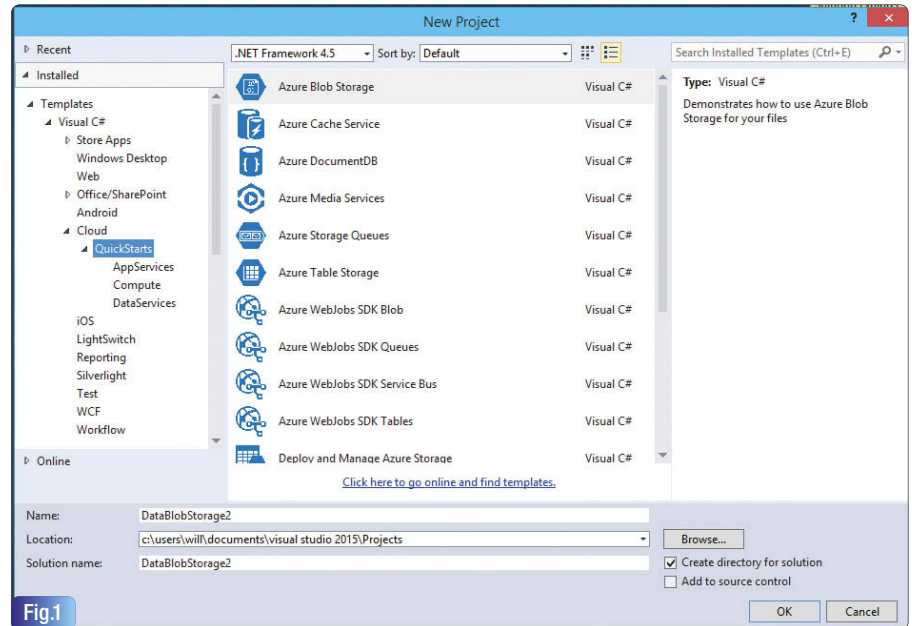 New Project
?
Recent
.NET Framework 4.5
Sort by: Default
Search Installed Templates (Ctrl+E)
Installed
Templates
Visual C#
Store Apps
Windows Desktop
Web
Office/SharePoint
Android
Cloud
QuickStarts
AppServices
Compute
DataServices
iOS
LightSwitch
Reporting
Silverlight
Test
WCF
Workflow
Online
Azure Blob Storage Visual C#
Azure Cache Service Visual C#
Azure DocumentDB Visual C#
Azure Media Services Visual C#
Azure Storage Queues Visual C#
Azure Table Storage Visual C#
Azure WebJobs SDK Blob Visual C#
Azure WebJobs SDK Queues Visual C#
Azure WebJobs SDK Service Bus Visual C#
Azure WebJobs SDK Tables Visual C#
Deploy and Manage Azure Storage Visual C#
Click here to go online and find templates.
Type: Visual C#
Demonstrates how to use Azure Blob
Storage for your files
Name: DataBlobStorage2
Location: c:\users\will\documents\visual studio 2015\Projects
Browse...
Solution name: DataBlobStorage2
Create directory for solution
Add to source control
OK
Cancel
Fig.1